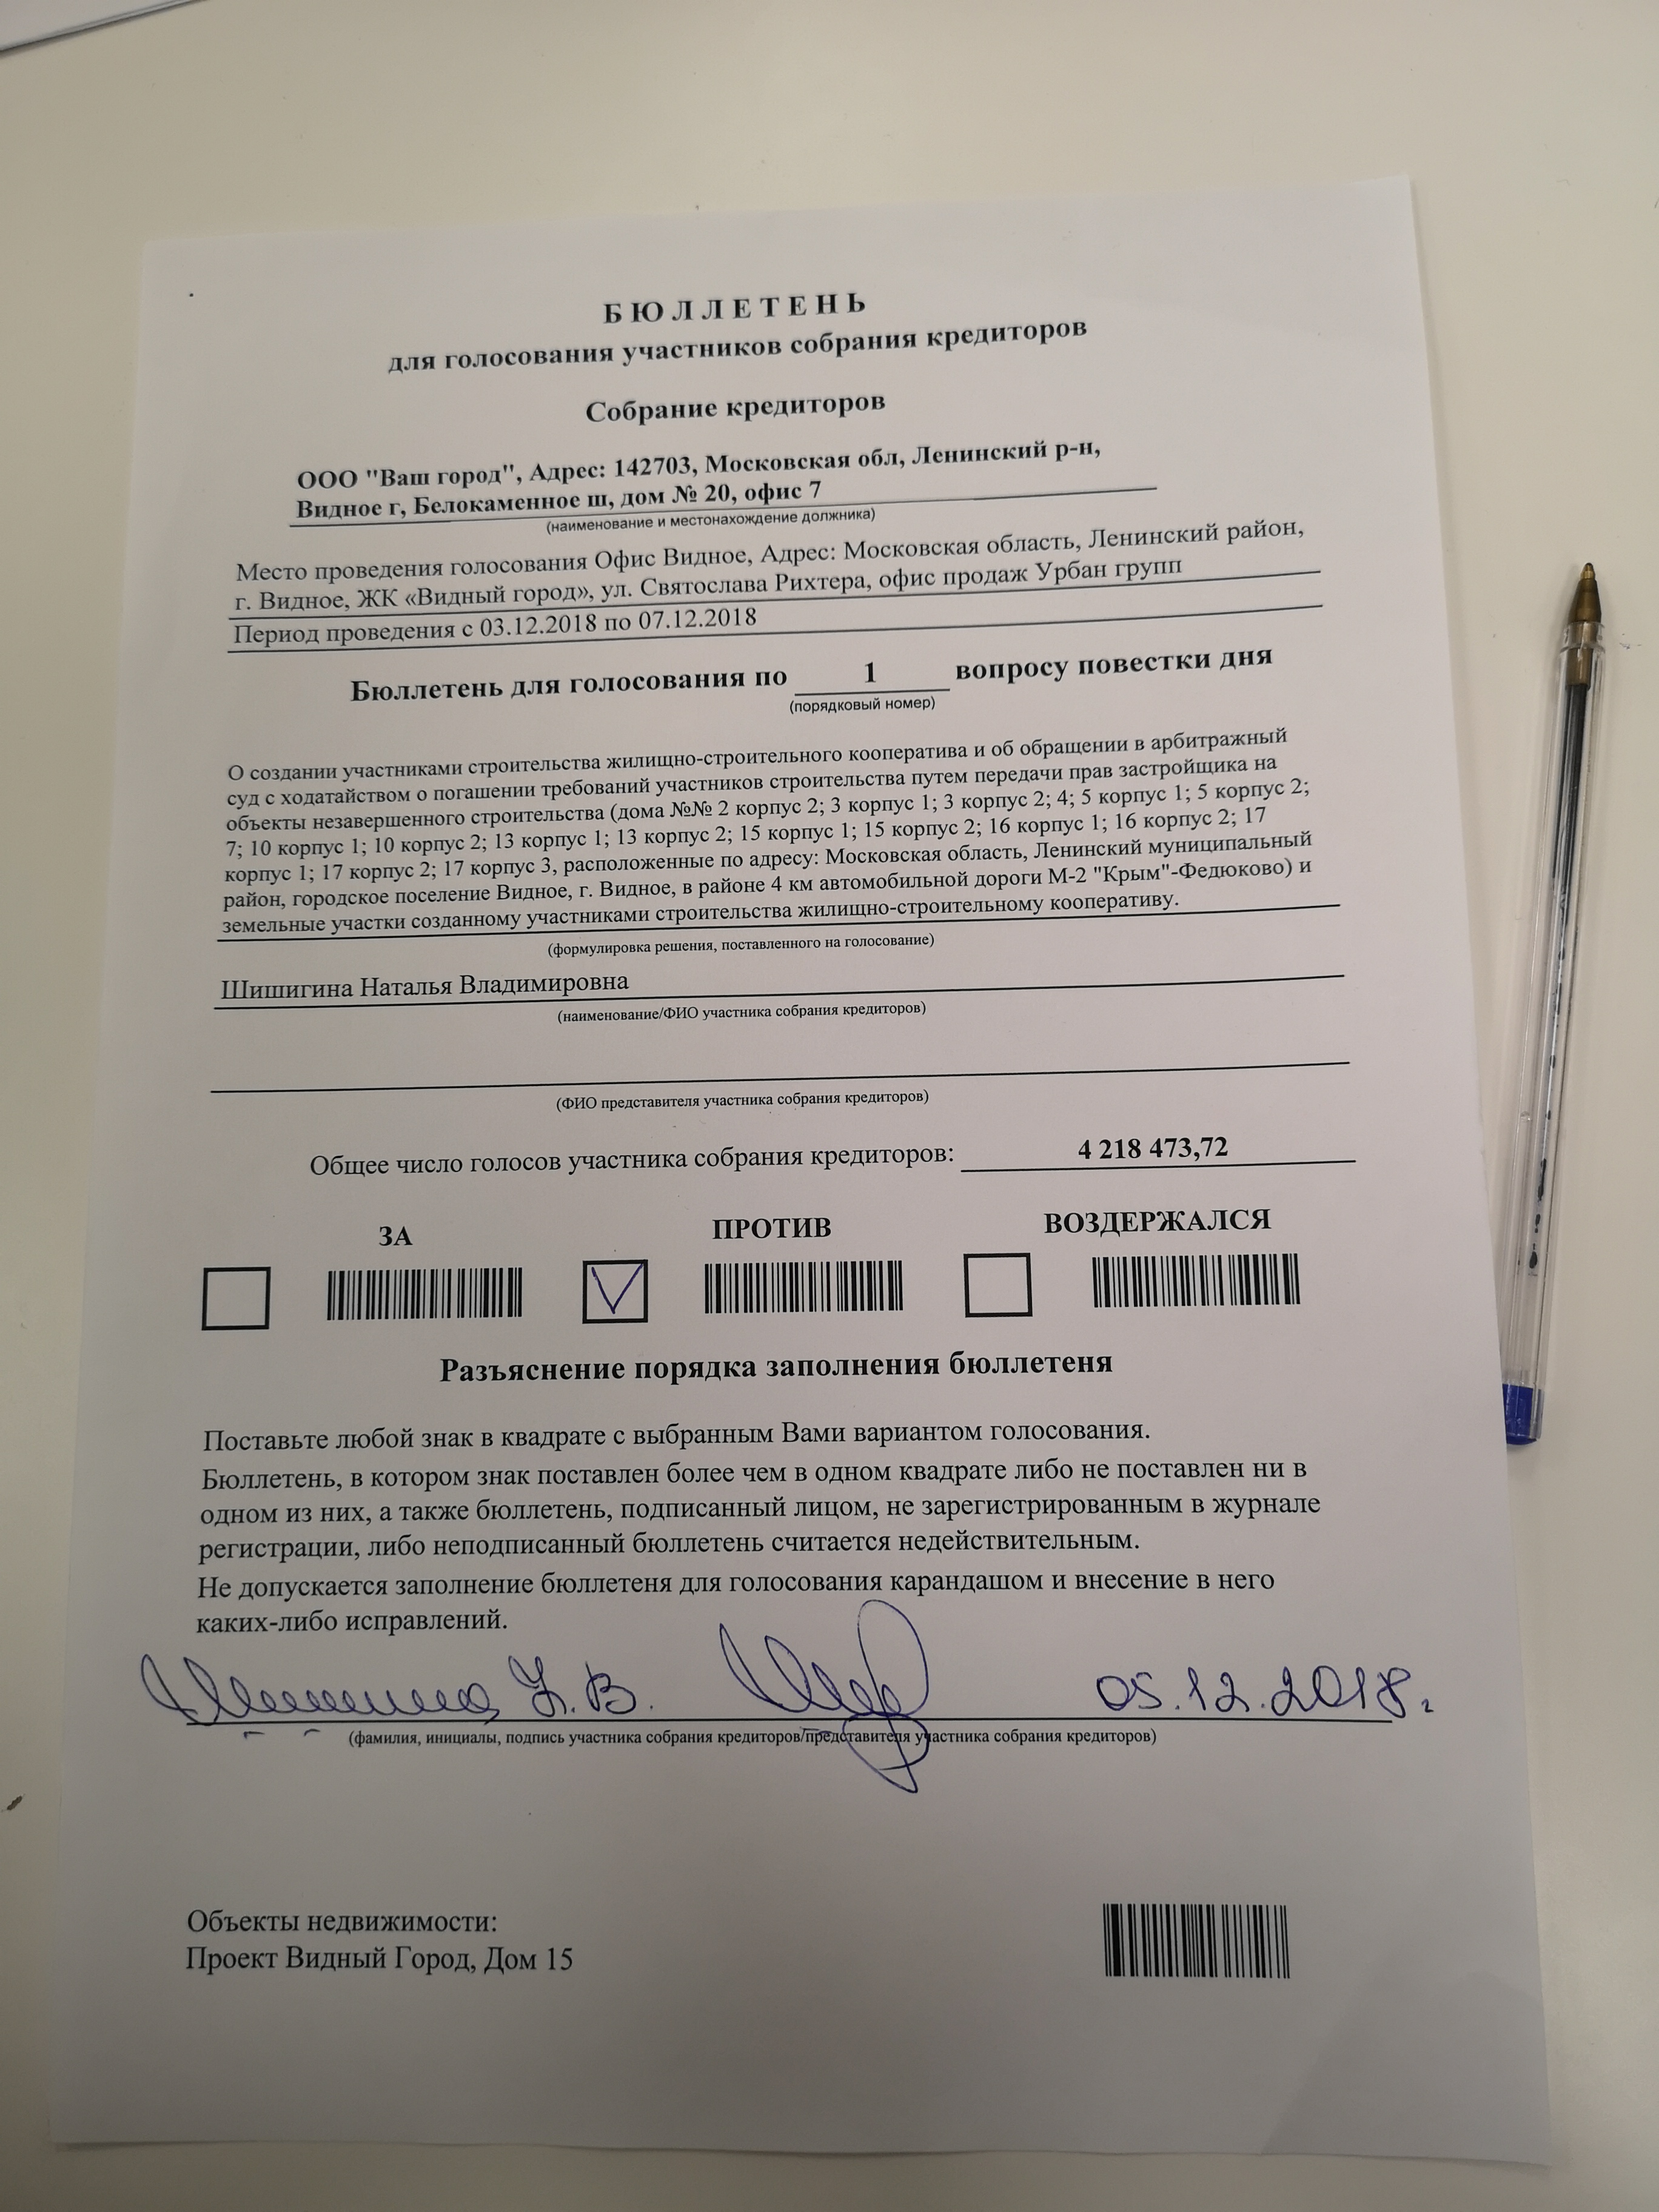 БЮЛЛЕТЕНЬ
для голосования участников собрания кредиторов
Собрание кредиторов
ООО "Ваш город", Адрес: 142703, Московская обл, Ленинский р-н,
Видное г, Белокаменное ш, дом № 20, офис 7
(наименование и местонахождение должника)
Место проведения голосования Офис Видное, Адрес: Московская область, Ленинский район,
г. Видное, ЖК «Видный город», ул. Святослава Рихтера, офис продаж Урбан групп
Период проведения с 03.12.2018 по 07.12.2018
Бюллетень для голосования по 1 вопросу повестки дня
(порядковый номер)
О создании участниками строительства жилищно-строительного кооператива и об обращении в арбитражный
суд с ходатайством о погашении требований участников строительства путем передачи прав застройщика на
объекты незавершенного строительства (дома №№ 2 корпус 2; 3 корпус 1; 3 корпус 2; 4; 5 корпус 1; 5 корпус 2;
7; 10 корпус 1; 10 корпус 2; 13 корпус 1; 13 корпус 2; 15 корпус 1; 15 корпус 2; 16 корпус 1; 16 корпус 2; 17
корпус 1; 17 корпус 2; 17 корпус 3, расположенные по адресу: Московская область, Ленинский муниципальный
район, городское поселение Видное, г. Видное, в районе 4 км автомобильной дороги М-2 "Крым"-Федюково) и
земельные участки созданному участниками строительства жилищно-строительному кооперативу.
(формулировка решения, поставленного на голосование)
Шишигина Наталья Владимировна
(наименование/ФИО участника собрания кредиторов)
(ФИО представителя участника собрания кредиторов)
Общее число голосов участника собрания кредиторов: 4 218 473,72
ЗА ПРОТИВ ВОЗДЕРЖАЛСЯ
Разъяснение порядка заполнения бюллетеня
Поставьте любой знак в квадрате с выбранным Вами вариантом голосования.
Бюллетень, в котором знак поставлен более чем в одном квадрате либо не поставлен ни в
одном из них, а также бюллетень, подписанный лицом, не зарегистрированным в журнале
регистрации, либо неподписанный бюллетень считается недействительным.
Не допускается заполнение бюллетеня для голосования карандашом и внесение в него
каких-либо исправлений.
Шишигина Н.В. 05.12.2018г.
(фамилия, инициалы, подпись участника собрания кредиторов/представителя участника собрания кредиторов)
Объекты недвижимости:
Проект Видный Город, Дом 15